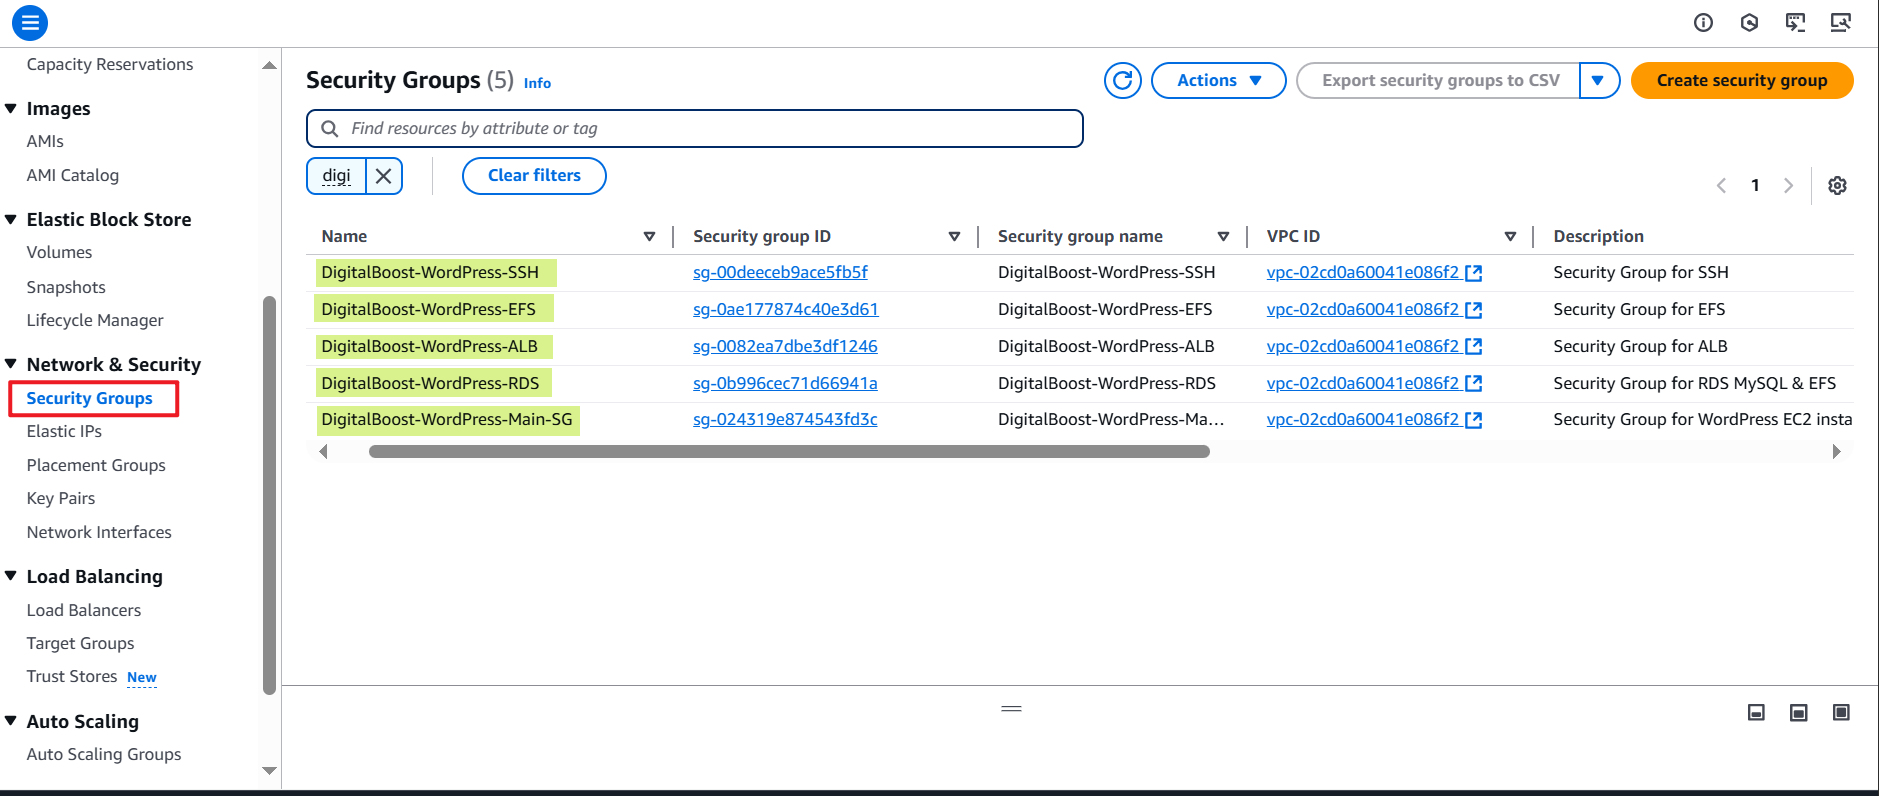 Capacity Reservations
Images
AMIs
AMI Catalog
Elastic Block Store
Volumes
Snapshots
Lifecycle Manager
Network & Security
Security Groups
Elastic IPs
Placement Groups
Key Pairs
Network Interfaces
Load Balancing
Load Balancers
Target Groups
Trust Stores New
Auto Scaling
Auto Scaling Groups
Security Groups (5) Info
Actions
Export security groups to CSV
Create security group
Find resources by attribute or tag
digi
Clear filters
1
Name Security group ID Security group name VPC ID Description
DigitalBoost-WordPress-SSH sg-00deeceb9ace5fb5f DigitalBoost-WordPress-SSH vpc-02cd0a60041e086f2 Security Group for SSH
DigitalBoost-WordPress-EFS sg-0ae177874c40e3d61 DigitalBoost-WordPress-EFS vpc-02cd0a60041e086f2 Security Group for EFS
DigitalBoost-WordPress-ALB sg-0082ea7dbe3df1246 DigitalBoost-WordPress-ALB vpc-02cd0a60041e086f2 Security Group for ALB
DigitalBoost-WordPress-RDS sg-0b996cec71d66941a DigitalBoost-WordPress-RDS vpc-02cd0a60041e086f2 Security Group for RDS MySQL & EFS
DigitalBoost-WordPress-Main-SG sg-024319e874543fd3c DigitalBoost-WordPress-Ma... vpc-02cd0a60041e086f2 Security Group for WordPress EC2 insta